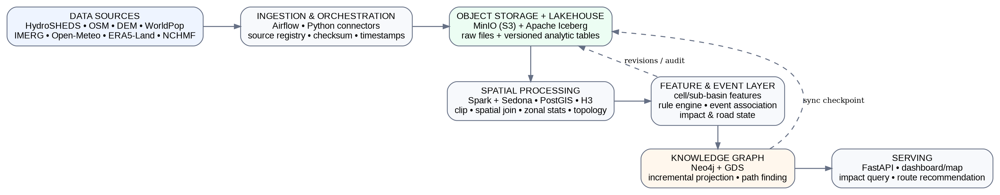 DATA SOURCES
HydroSHEDS • OSM • DEM • WorldPop
IMERG • Open-Meteo • ERA5-Land • NCHMF
INGESTION & ORCHESTRATION
Airflow • Python connectors
source registry • checksum • timestamps
OBJECT STORAGE + LAKEHOUSE
MinIO (S3) + Apache Iceberg
raw files + versioned analytic tables
revisions / audit
SPATIAL PROCESSING
Spark + Sedona • PostGIS • H3
clip • spatial join • zonal stats • topology
FEATURE & EVENT LAYER
cell/sub-basin features
rule engine • event association
impact & road state
sync checkpoint
KNOWLEDGE GRAPH
Neo4j + GDS
incremental projection • path finding
SERVING
FastAPI • dashboard/map
impact query • route recommendation